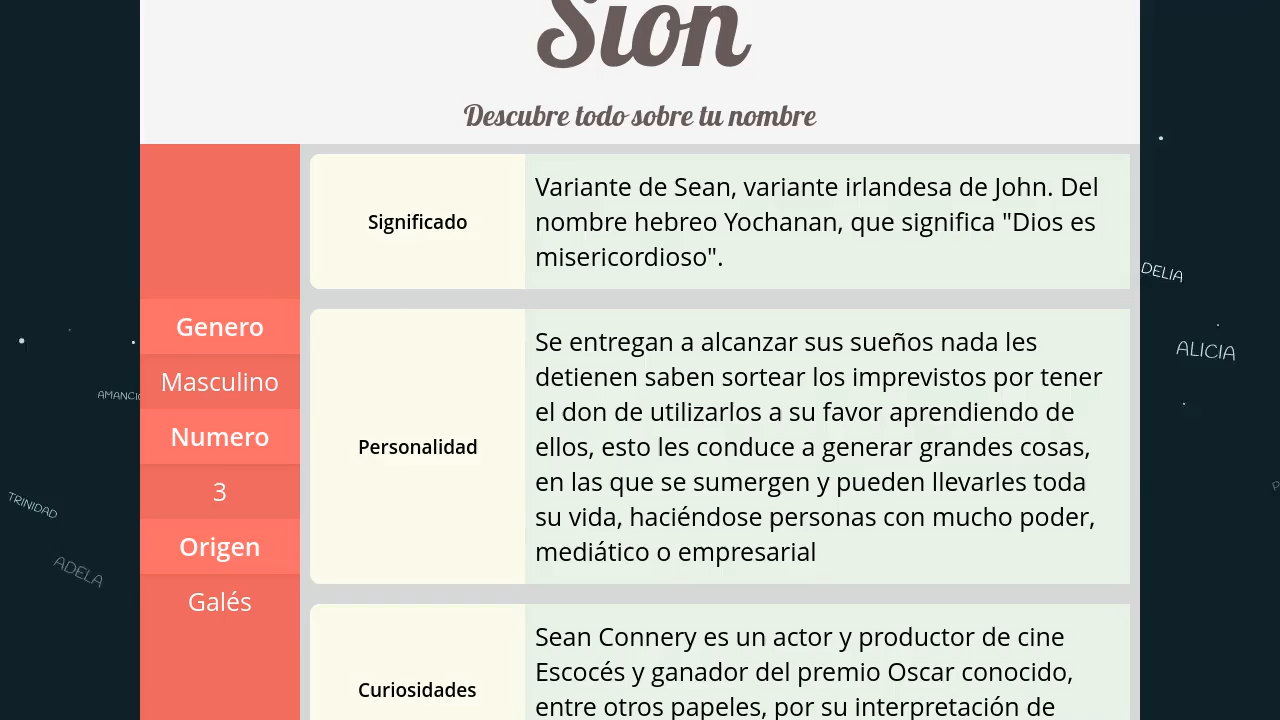 Sion
Descubre todo sobre tu nombre
Significado
Variante de Sean, variante irlandesa de John. Del
nombre hebreo Yochanan, que significa "Dios es
misericordioso".
Genero
Masculino
Numero
3
Origen
Galés
Personalidad
Se entregan a alcanzar sus sueños nada les
detienen saben sortear los imprevistos por tener
el don de utilizarlos a su favor aprendiendo de
ellos, esto les conduce a generar grandes cosas,
en las que se sumergen y pueden llevarles toda
su vida, haciéndose personas con mucho poder,
mediático o empresarial
Curiosidades
Sean Connery es un actor y productor de cine
Escocés y ganador del premio Oscar conocido,
entre otros papeles, por su interpretación de
AMANCI
TRINIDAD
ADELA
DELIA
ALICIA